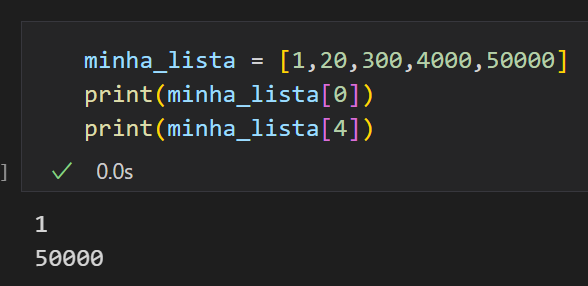 minha_lista = [1,20,300,4000,50000]
print(minha_lista[0])
print(minha_lista[4])
] ✓ 0.0s
1
50000